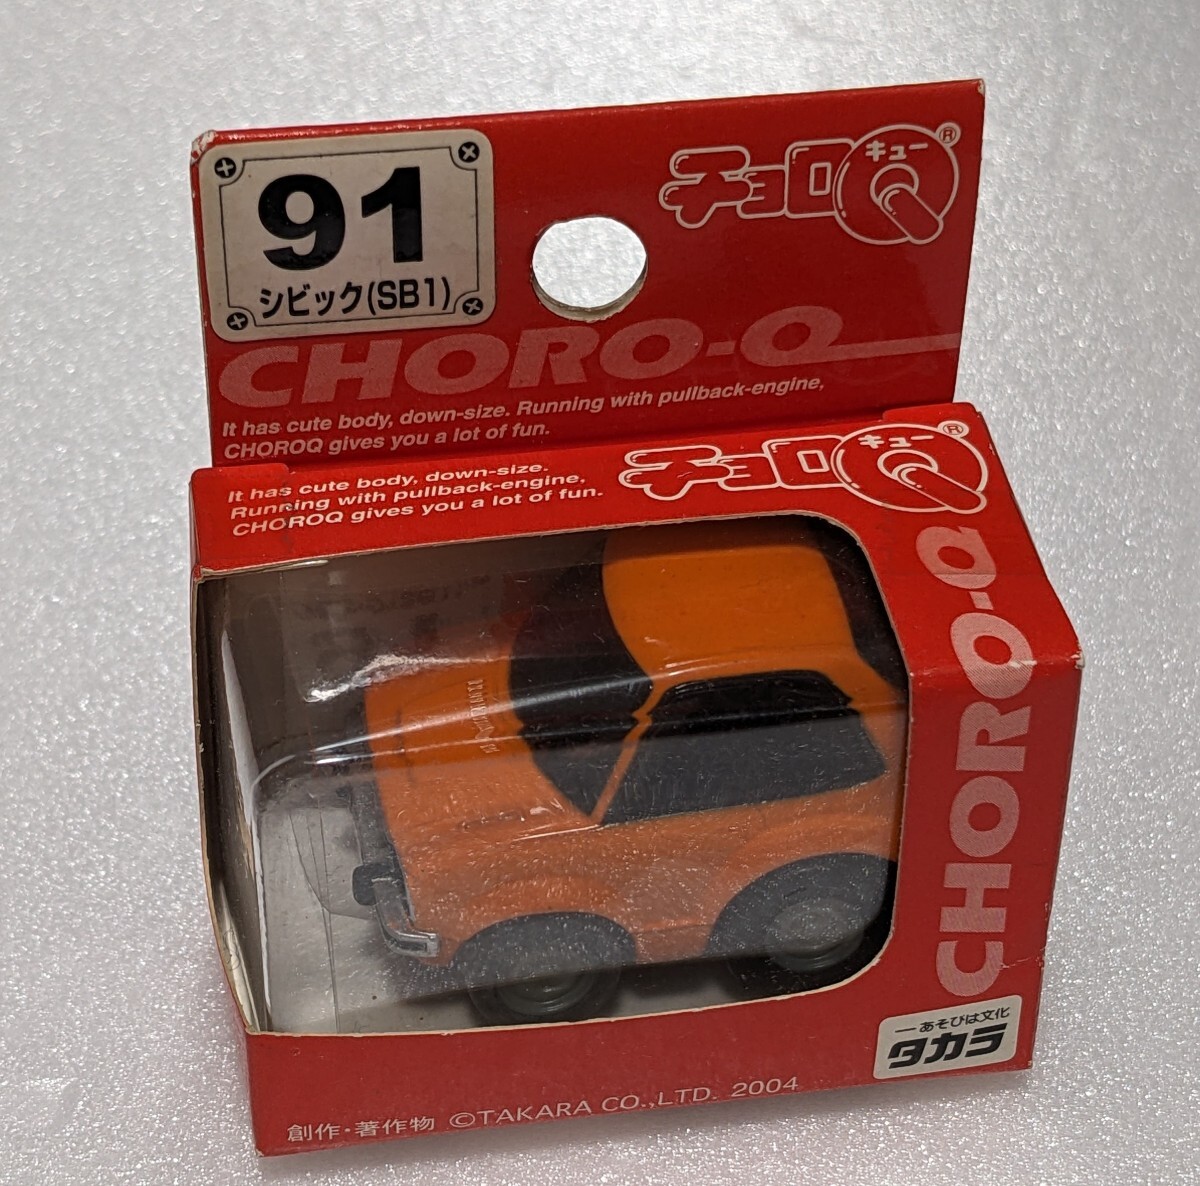 91
シビック(SB1)
チョロQ
キュー
®
CHORO-Q
It has cute body, down-size. Running with pullback-engine,
CHOROQ gives you a lot of fun.
It has cute body, down-size.
Running with pullback-engine,
CHOROQ gives you a lot of fun.
チョロQ
キュー
®
CHORO-Q
—あそびは文化
タカラ
創作・著作物 ©TAKARA CO.,LTD. 2004